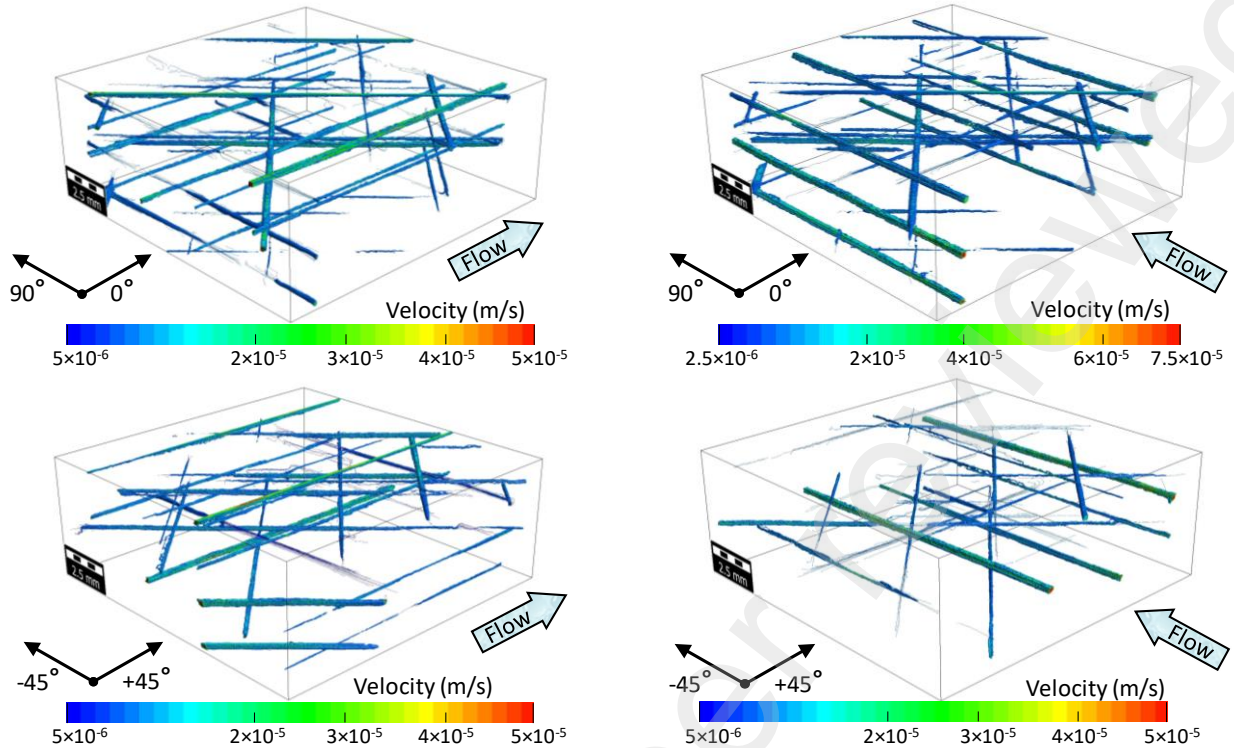 2.5 mm
Flow
90° 0°
Velocity (m/s)
5×10⁻⁶ 2×10⁻⁵ 3×10⁻⁵ 4×10⁻⁵ 5×10⁻⁵
2.5 mm
Flow
90° 0°
Velocity (m/s)
2.5×10⁻⁶ 2×10⁻⁵ 4×10⁻⁵ 6×10⁻⁵ 7.5×10⁻⁵
2.5 mm
Flow
-45° +45°
Velocity (m/s)
5×10⁻⁶ 2×10⁻⁵ 3×10⁻⁵ 4×10⁻⁵ 5×10⁻⁵
2.5 mm
Flow
-45° +45°
Velocity (m/s)
5×10⁻⁶ 2×10⁻⁵ 3×10⁻⁵ 4×10⁻⁵ 5×10⁻⁵
er reviewed